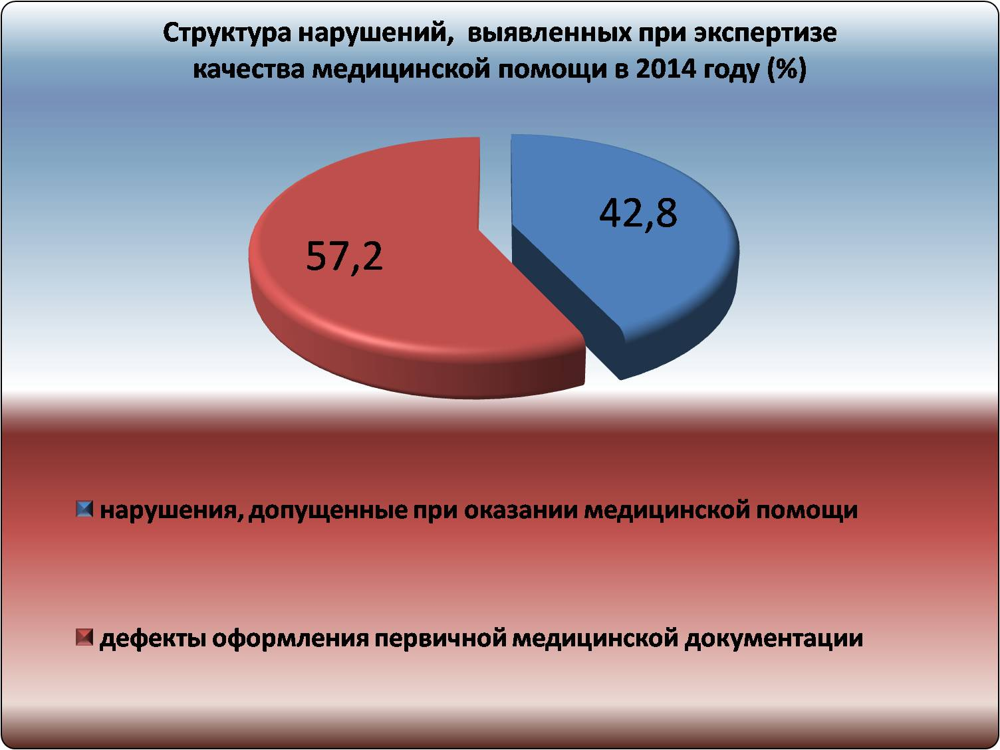 Структура нарушений, выявленных при экспертизе
качества медицинской помощи в 2014 году (%)
42,8
57,2
нарушения, допущенные при оказании медицинской помощи
дефекты оформления первичной медицинской документации